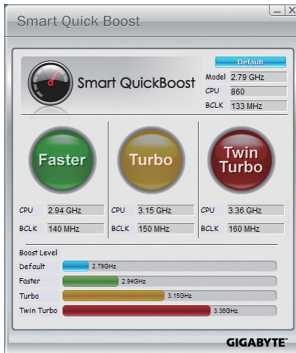 Smart Quick Boost
Default
Smart QuickBoost
Model 2.79 GHz
CPU 860
BCLK 133 MHz
Faster Turbo Twin Turbo
CPU 2.94 GHz CPU 3.15 GHz CPU 3.36 GHz
BCLK 140 MHz BCLK 150 MHz BCLK 160 MHz
Boost Level
Default 2.79GHz
Faster 2.94GHz
Turbo 3.15GHz
Twin Turbo 3.36GHz
GIGABYTE